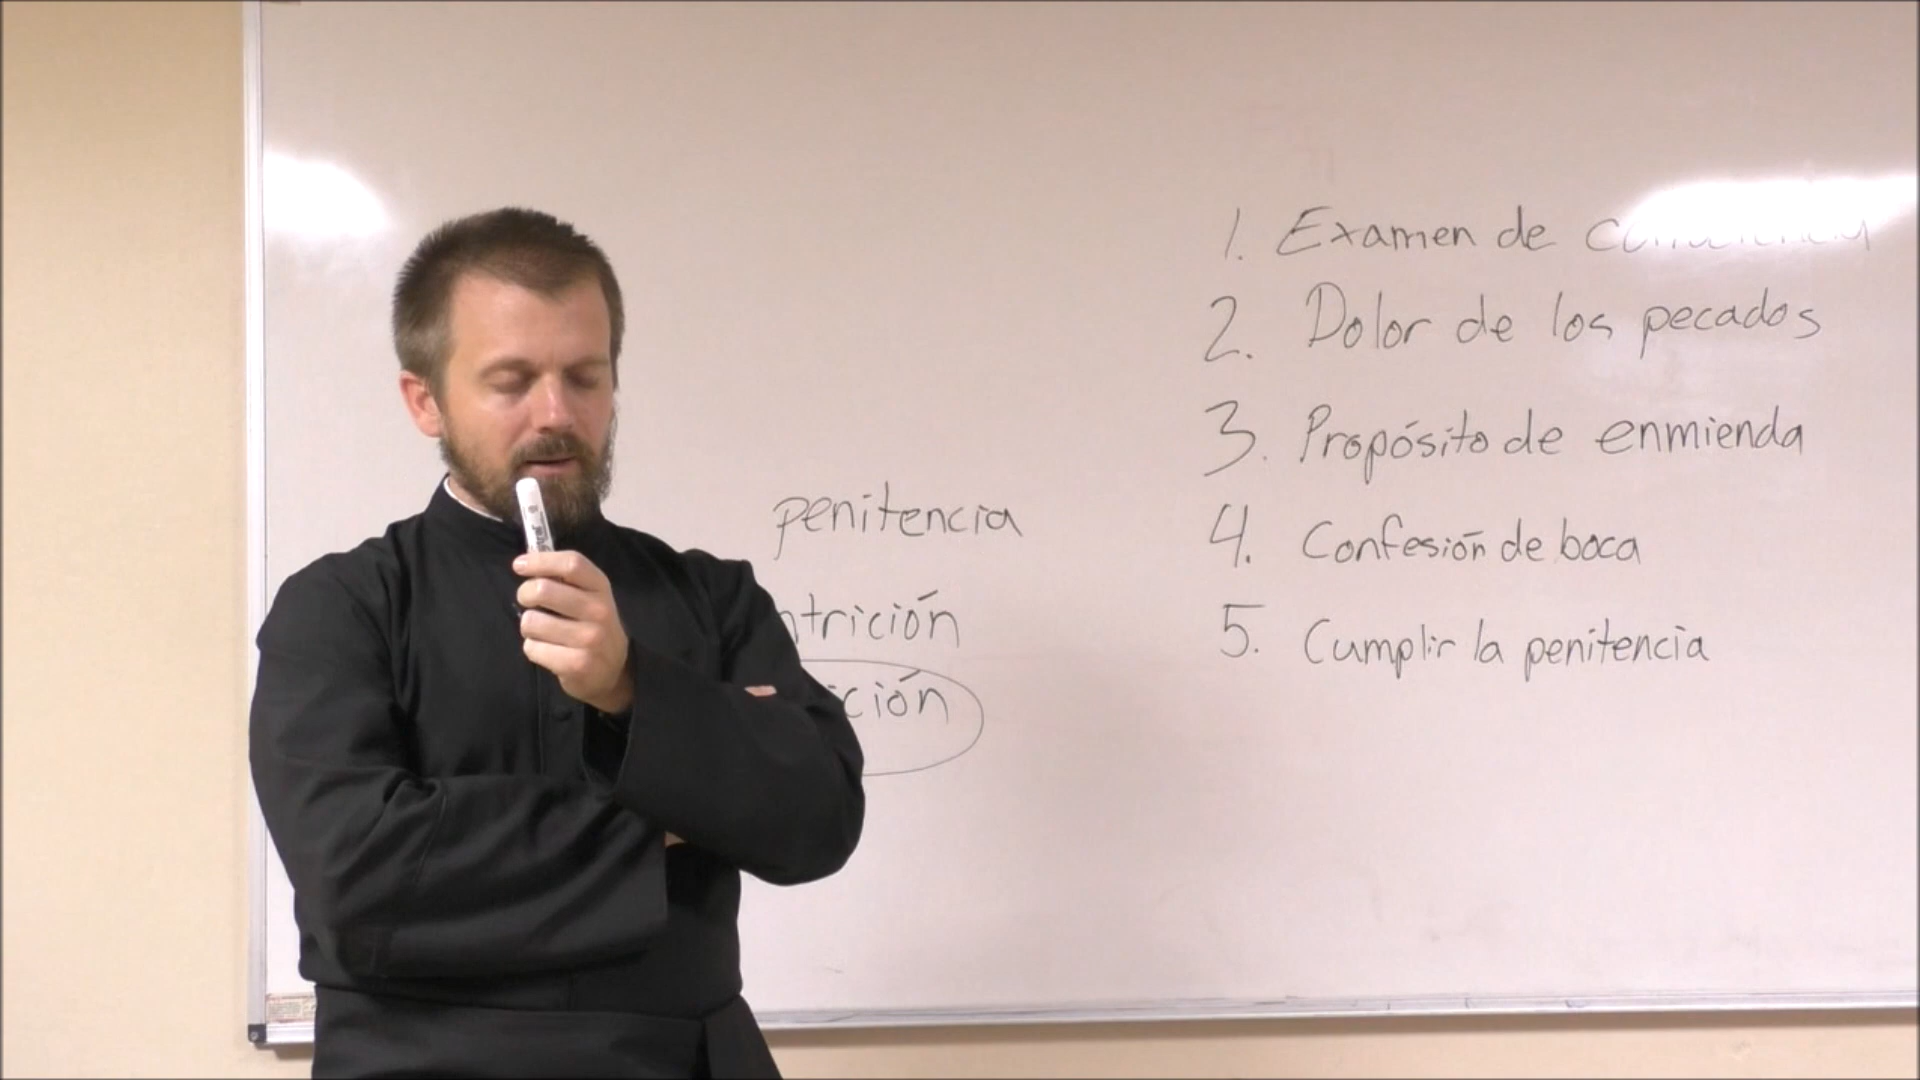 penitencia
ntrición
ición
1. Examen de
2. Dolor de los pecados
3. Propósito de enmienda
4. Confesión de boca
5. Cumplir la penitencia